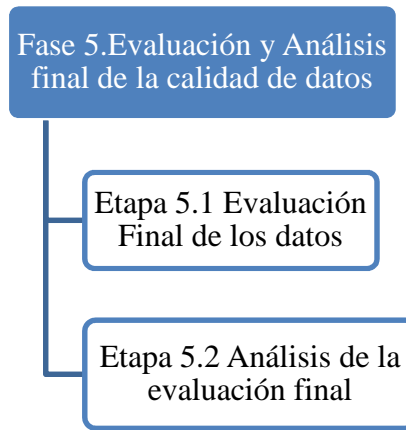 Fase 5.Evaluación y Análisis
final de la calidad de datos
Etapa 5.1 Evaluación
Final de los datos
Etapa 5.2 Análisis de la
evaluación final